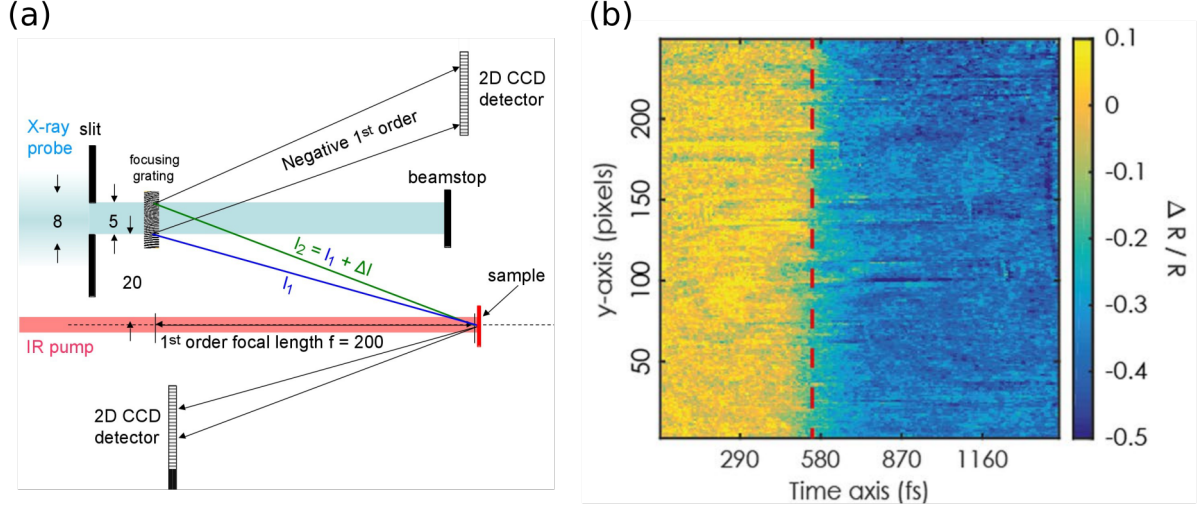 (a)
X-ray
probe
slit
8
5
20
focusing
grating
Negative 1st order
2D CCD
detector
beamstop
l2 = l1 + Δl
l1
sample
IR pump
1st order focal length f = 200
2D CCD
detector
(b)
y-axis (pixels)
200
150
100
50
290 580 870 1160
Time axis (fs)
0.1
0
-0.1
-0.2
-0.3
-0.4
-0.5
Δ R / R